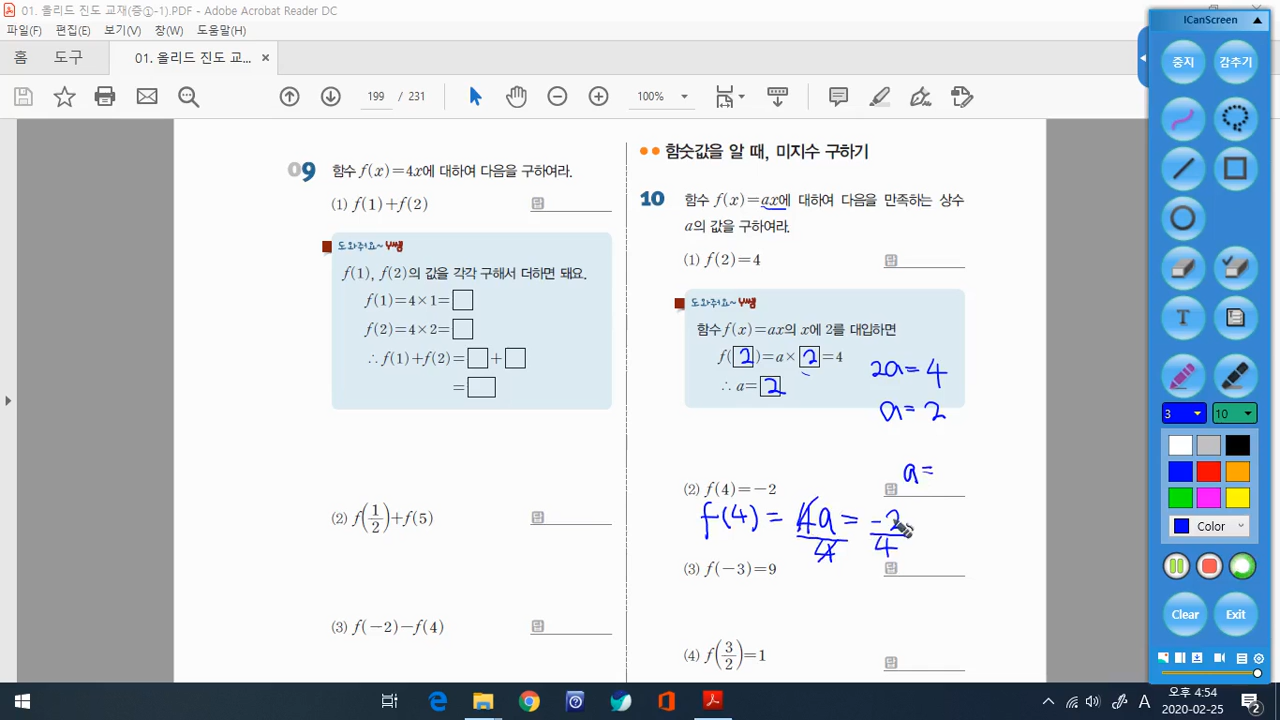 01. 올리드 진도 교재(중①-1).PDF - Adobe Acrobat Reader DC
파일(F) 편집(E) 보기(V) 창(W) 도움말(H)
홈 도구 01. 올리드 진도 교... ×
199 / 231 100%
09 함수 f(x)=4x에 대하여 다음을 구하여라.
(1) f(1)+f(2) 답
도와줘요~ Y쌤
f(1), f(2)의 값을 각각 구해서 더하면 돼요.
f(1)=4×1=□
f(2)=4×2=□
∴ f(1)+f(2)=□+□
=□
(2) f(1/2)+f(5) 답
(3) f(-2)-f(4) 답
함숫값을 알 때, 미지수 구하기
10 함수 f(x)=ax에 대하여 다음을 만족하는 상수
a의 값을 구하여라.
(1) f(2)=4 답
도와줘요~ Y쌤
함수 f(x)=ax의 x에 2를 대입하면
f(2)=a×2=4
∴ a=2
2a=4
a=2
a=
(2) f(4)=-2 답
f(4)=4a/4=-2/4
(3) f(-3)=9 답
(4) f(3/2)=1 답
ICanScreen
중지 감추기
T
3 10
Color
Clear Exit
A 오후 4:54
2020-02-25 2